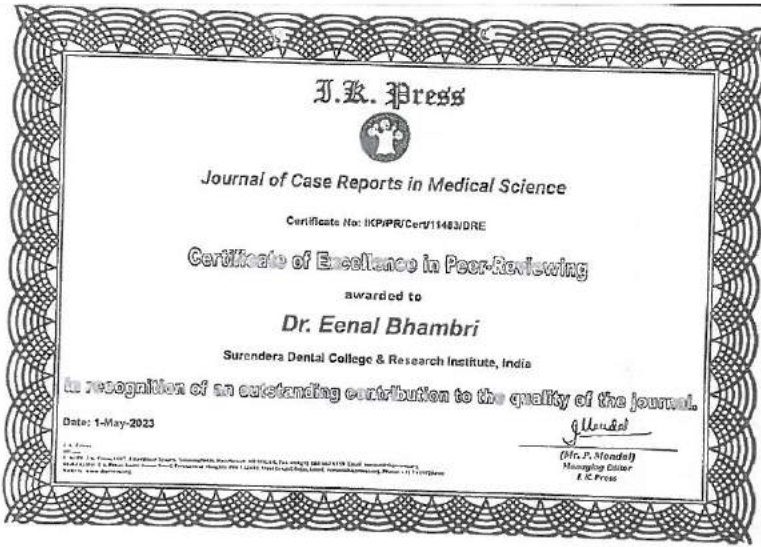 I.K. Press
Journal of Case Reports in Medical Science
Certificate No: IKP/PR/Cert/11483/DRE
Certificate of Excellence in Peer-Reviewing
awarded to
Dr. Eenal Bhambri
Surendera Dental College & Research Institute, India
in recognition of an outstanding contribution to the quality of the journal.
Date: 1-May-2023
(Mr. P. Mondal)
Managing Editor
I. K. Press